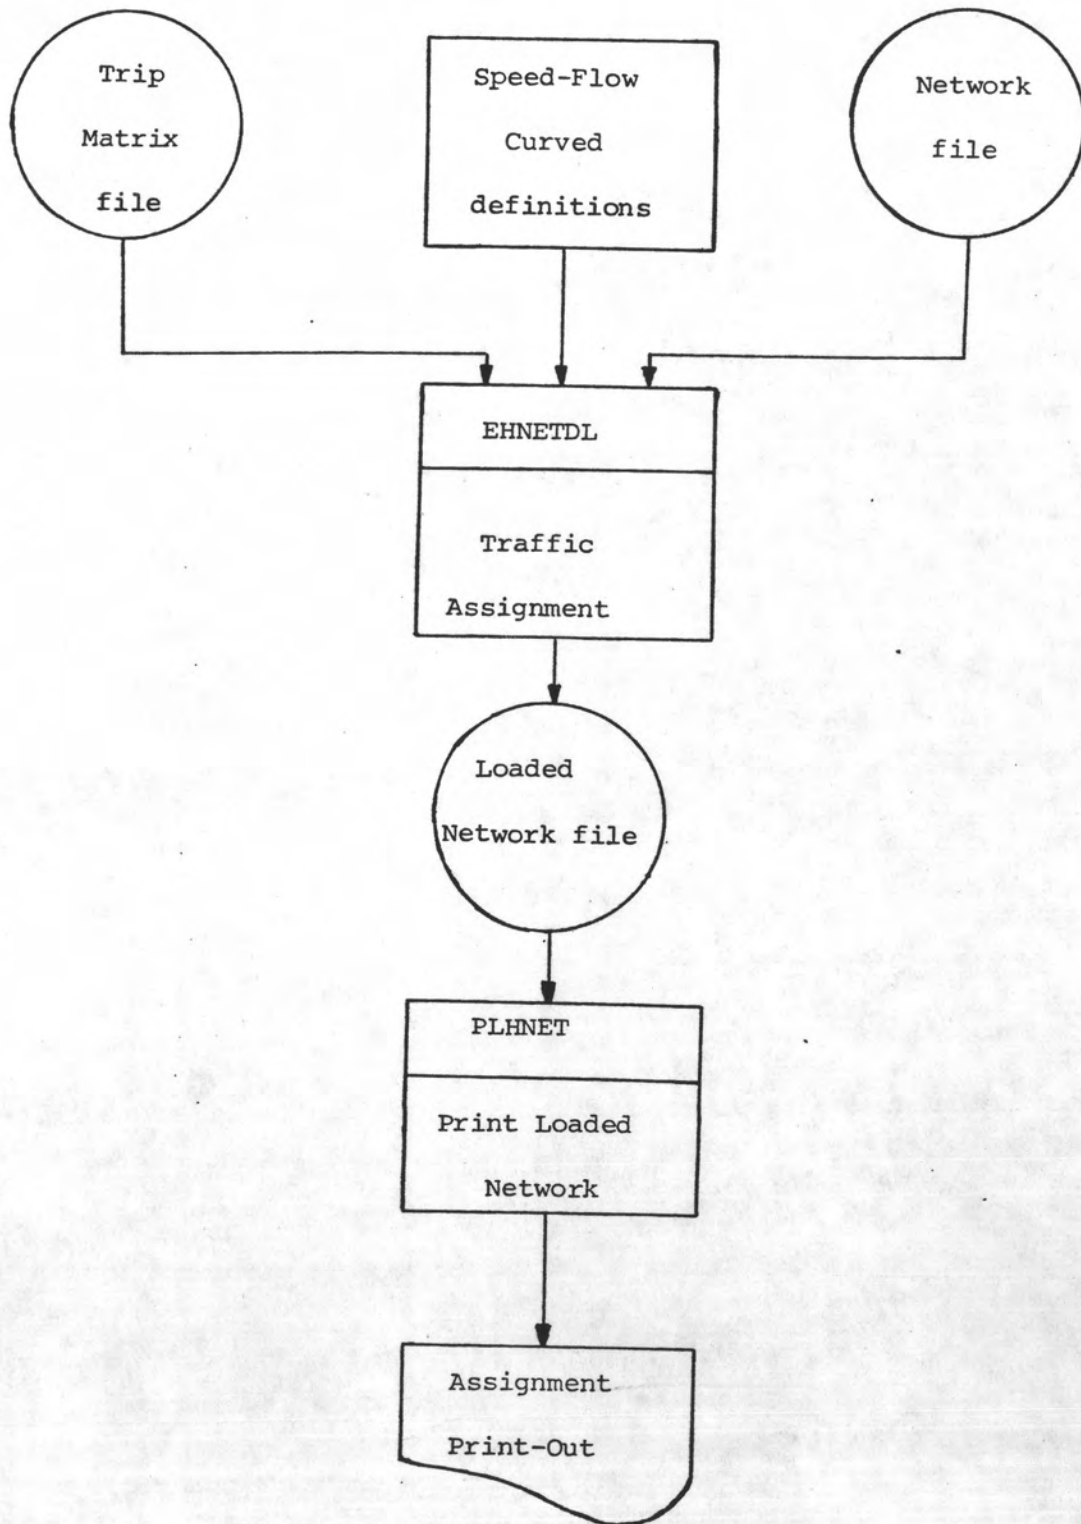 Trip
Matrix
file
Speed-Flow
Curved
definitions
Network
file
EHNETDL
Traffic
Assignment
Loaded
Network file
PLHNET
Print Loaded
Network
Assignment
Print-Out